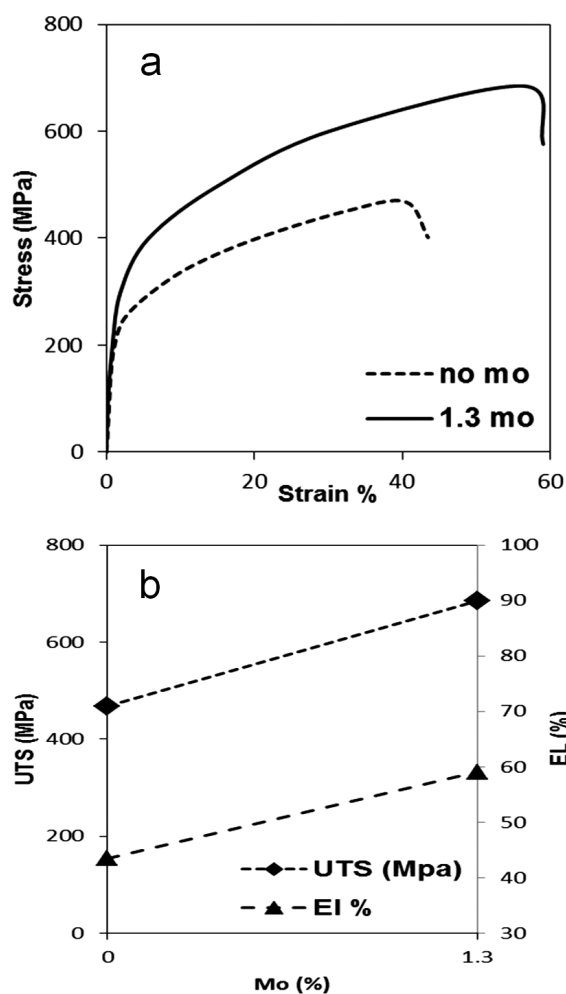 a
800
600
400
200
0
Stress (MPa)
no mo
1.3 mo
0 20 40 60
Strain %
b
800
600
400
200
0
UTS (MPa)
100
90
80
70
60
50
40
30
EL (%)
UTS (Mpa)
El %
0 1.3
Mo (%)